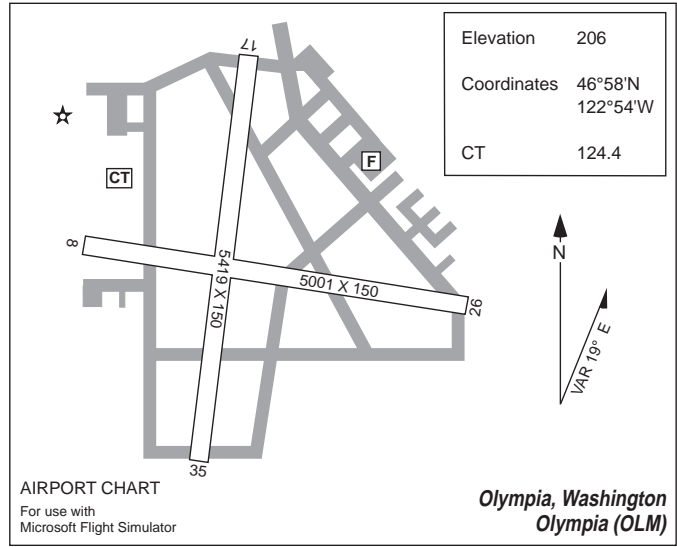 Elevation 206
Coordinates 46°58'N
122°54'W
CT 124.4
17
CT
F
8
5419 X 150
5001 X 150
26
35
N
VAR 19° E
AIRPORT CHART
For use with
Microsoft Flight Simulator
Olympia, Washington
Olympia (OLM)